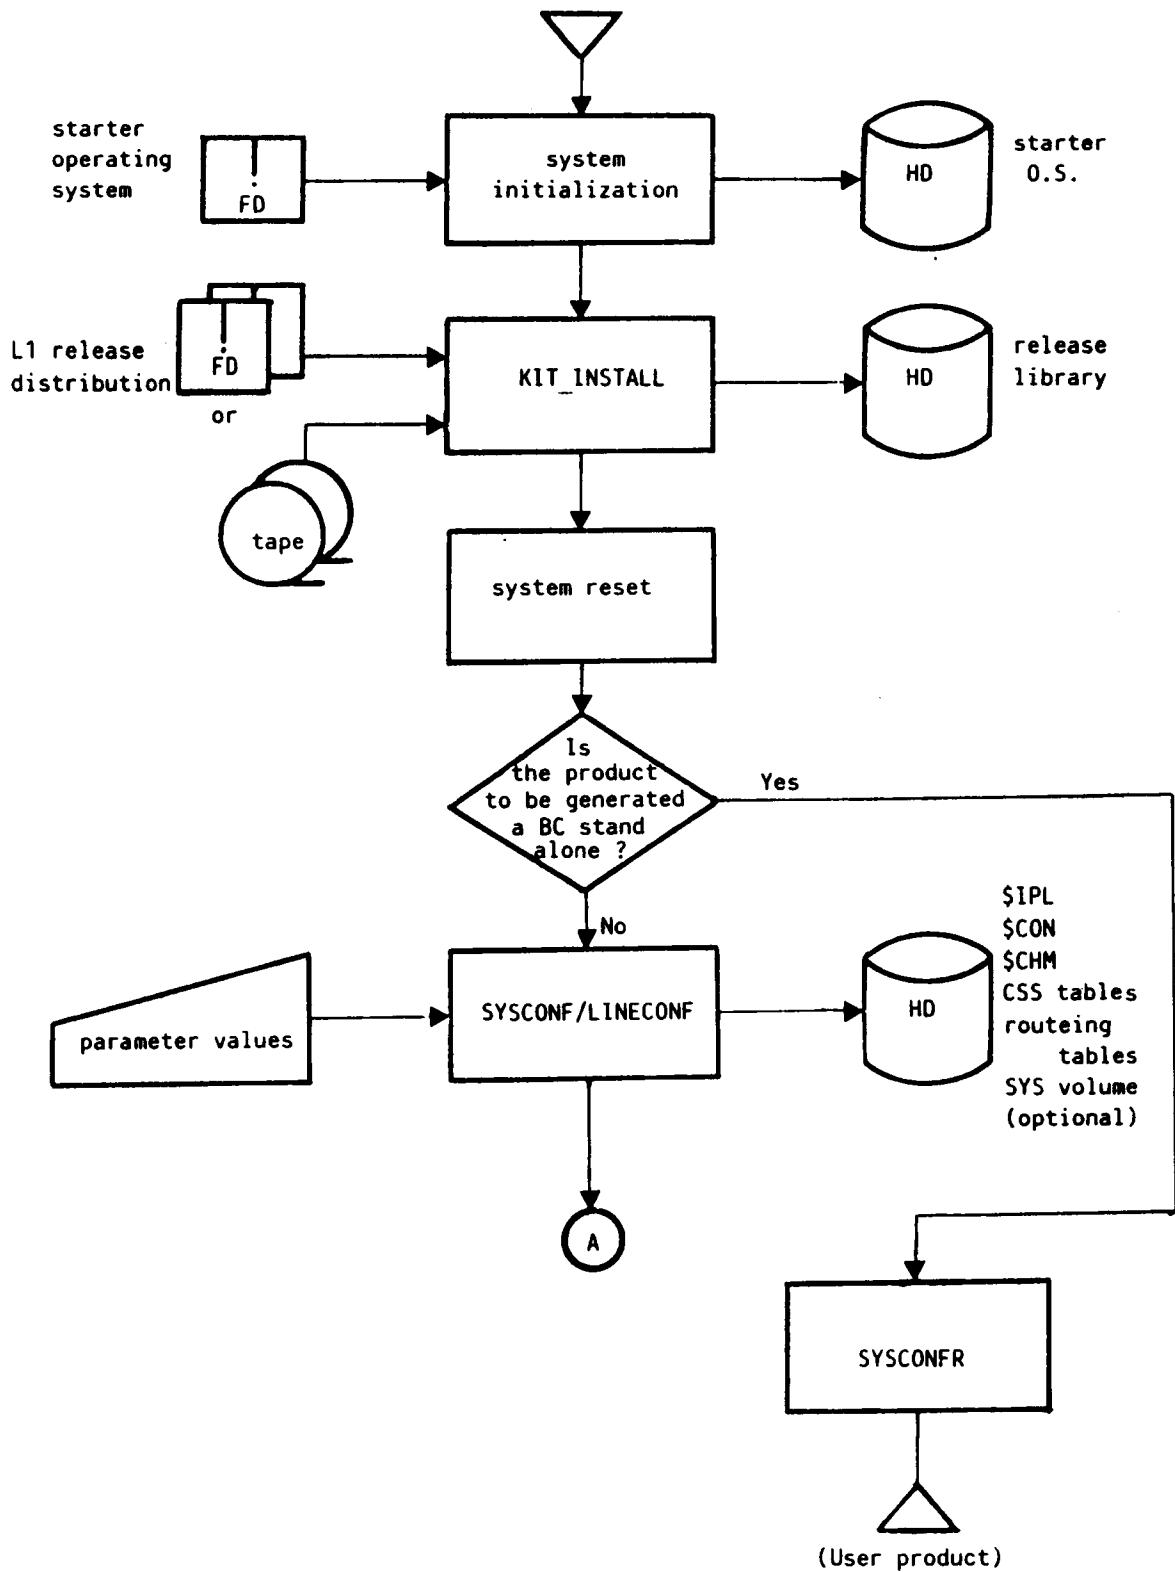 starter
operating
system
FD
system
initialization
HD
starter
O.S.
L1 release
distribution
FD
or
tape
KIT_INSTALL
HD
release
library
system reset
Is
the product
to be generated
a BC stand
alone ?
Yes
No
parameter values
SYSCONF/LINECONF
HD
$IPL
$CON
$CHM
CSS tables
routeing
tables
SYS volume
(optional)
A
SYSCONFR
(User product)